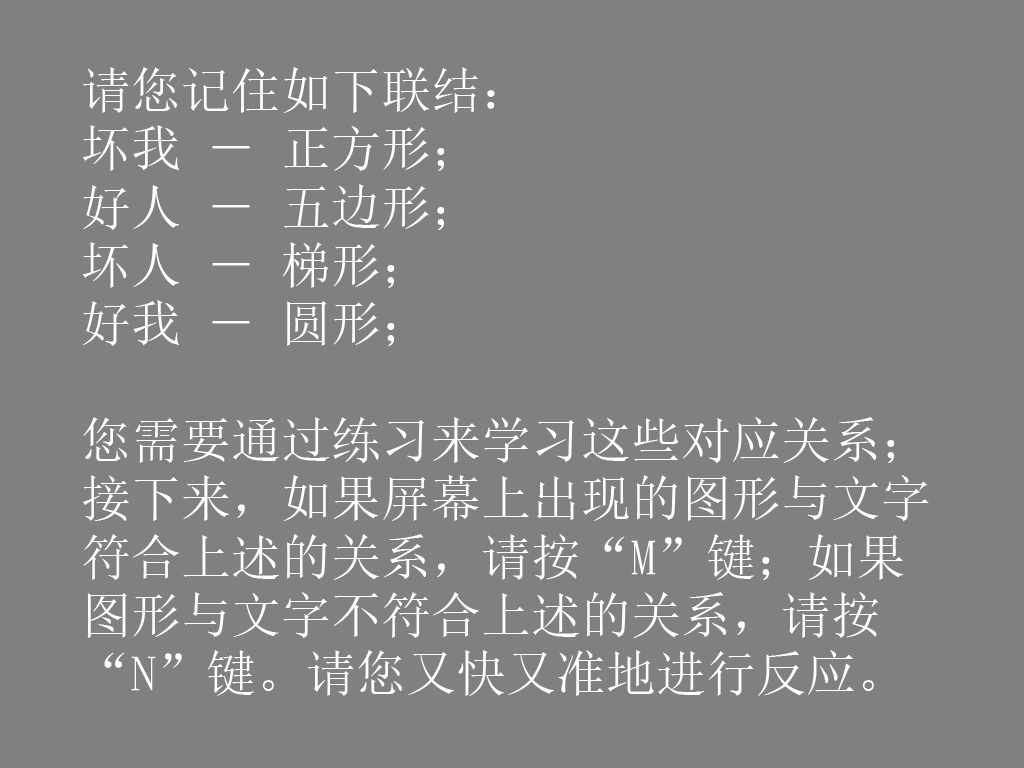 请您记住如下联结：
坏我 － 正方形；
好人 － 五边形；
坏人 － 梯形；
好我 － 圆形；
您需要通过练习来学习这些对应关系；
接下来，如果屏幕上出现的图形与文字
符合上述的关系，请按“M”键；如果
图形与文字不符合上述的关系，请按
“N”键。请您又快又准地进行反应。